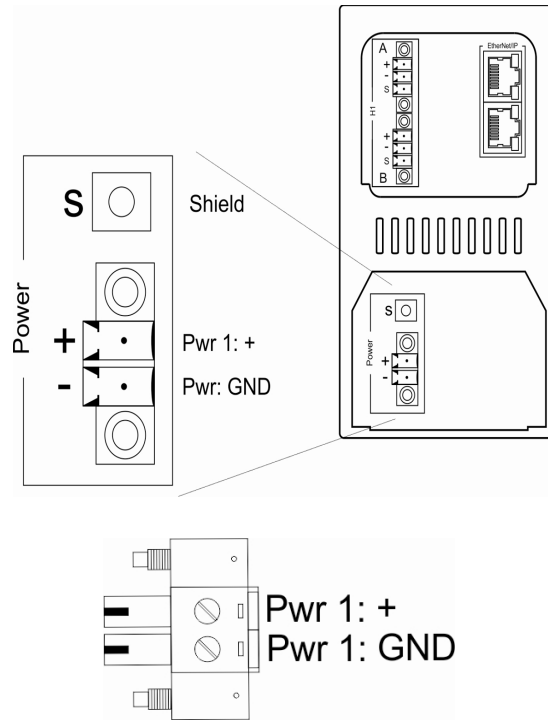 A
+
-
S
H1
+
-
S
B
EtherNet/IP
S
Shield
Power
+
Pwr 1: +
-
Pwr: GND
S
Power
+
-
Pwr 1: +
Pwr 1: GND